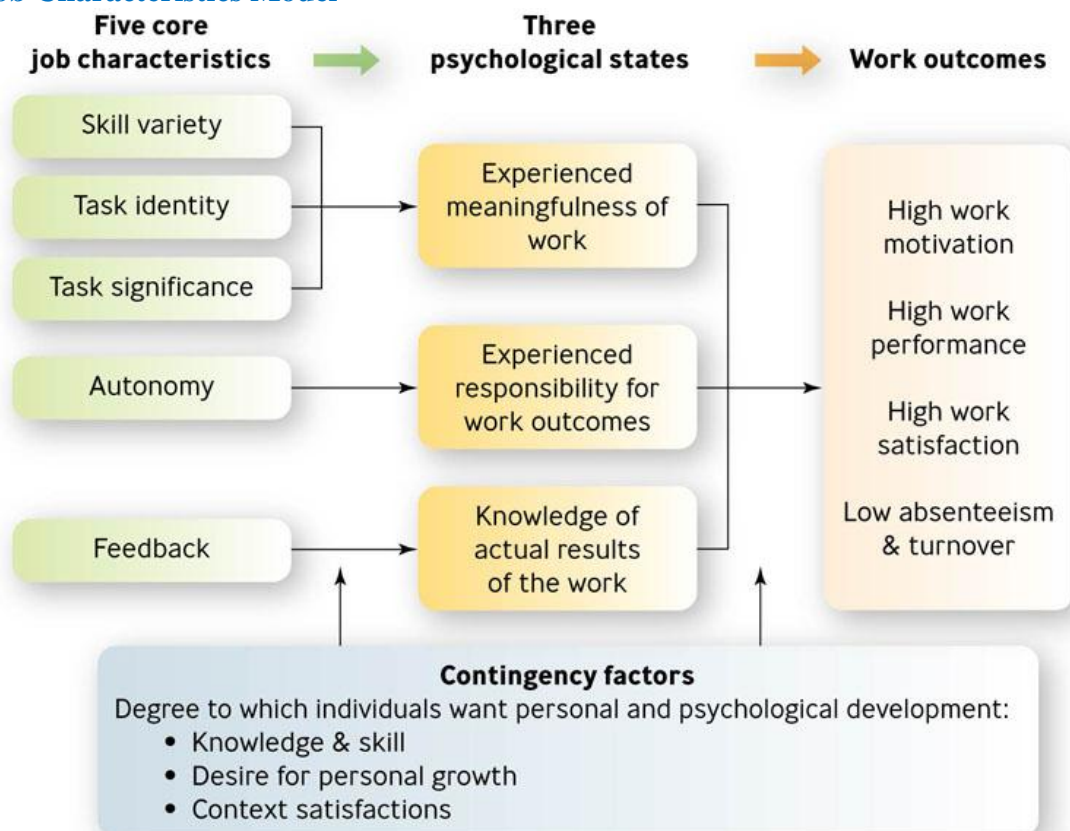 Job Characteristics Model
Five core
job characteristics
Three
psychological states
Work outcomes
Skill variety
Task identity
Task significance
Autonomy
Feedback
Experienced
meaningfulness of
work
Experienced
responsibility for
work outcomes
Knowledge of
actual results
of the work
High work
motivation
High work
performance
High work
satisfaction
Low absenteeism
& turnover
Contingency factors
Degree to which individuals want personal and psychological development:
• Knowledge & skill
• Desire for personal growth
• Context satisfactions